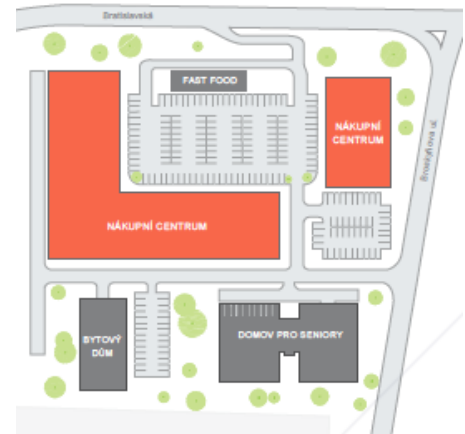 Bratislavská
FAST FOOD
NÁKUPNÍ
CENTRUM
NÁKUPNÍ CENTRUM
BYTOVÝ
DŮM
DOMOV PRO SENIORY